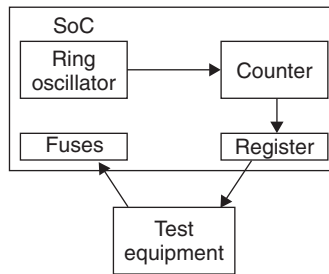 SoC
Ring
oscillator
Counter
Fuses
Register
Test
equipment